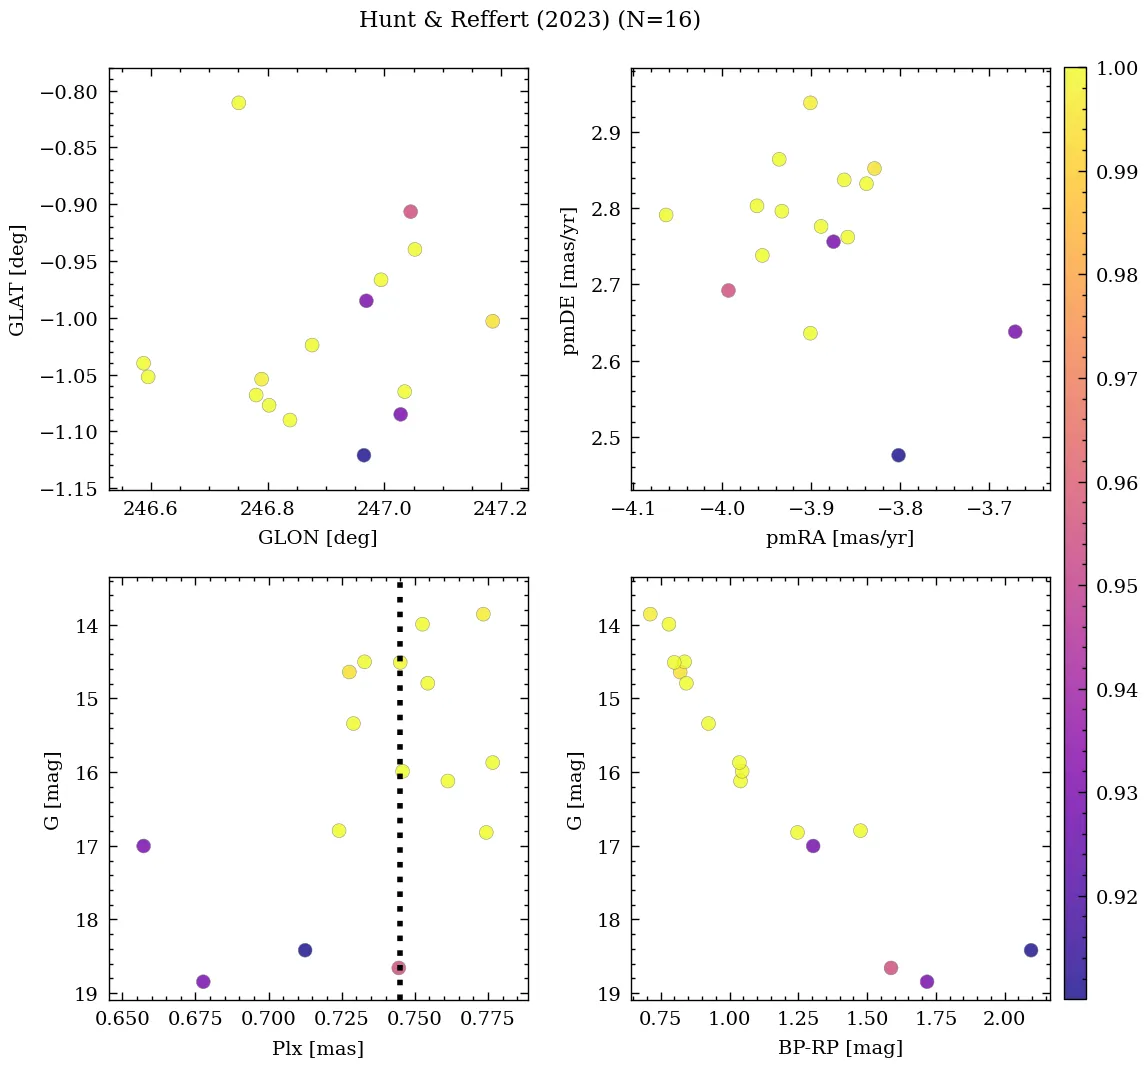 Hunt & Reffert (2023) (N=16)
−0.80
−0.85
−0.90
−0.95
−1.00
−1.05
−1.10
−1.15
GLAT [deg]
246.6 246.8 247.0 247.2
GLON [deg]
2.9
2.8
2.7
2.6
2.5
pmDE [mas/yr]
−4.1 −4.0 −3.9 −3.8 −3.7
pmRA [mas/yr]
14
15
16
17
18
19
G [mag]
0.650 0.675 0.700 0.725 0.750 0.775
Plx [mas]
14
15
16
17
18
19
G [mag]
0.75 1.00 1.25 1.50 1.75 2.00
BP-RP [mag]
1.00
0.99
0.98
0.97
0.96
0.95
0.94
0.93
0.92